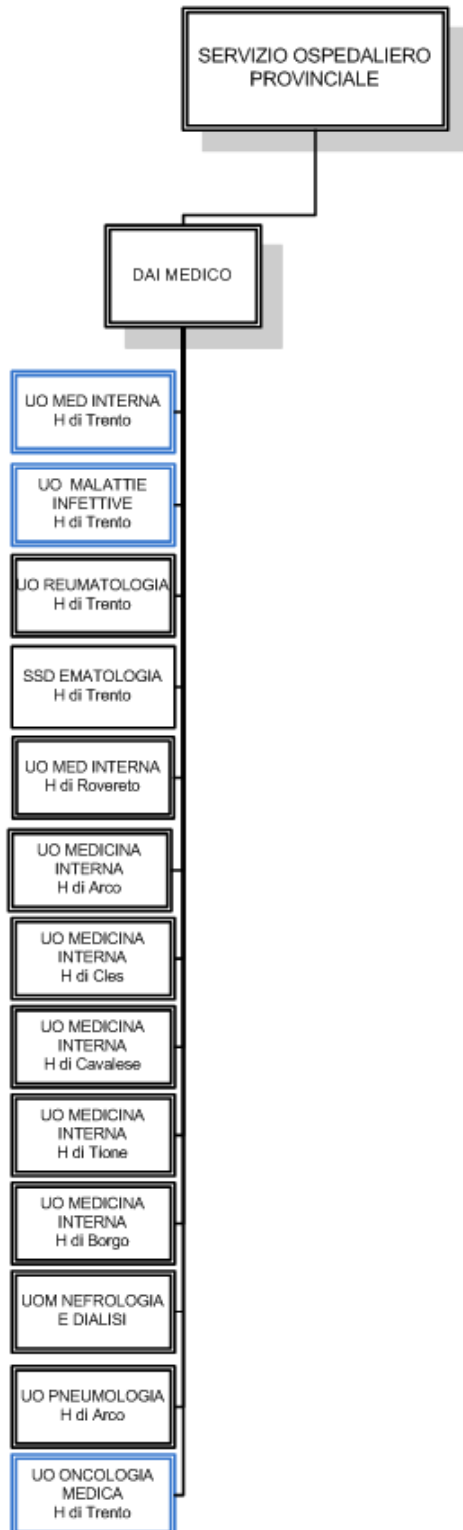 SERVIZIO OSPEDALIERO
PROVINCIALE
DAI MEDICO
UO MED INTERNA
H di Trento
UO MALATTIE
INFETTIVE
H di Trento
UO REUMATOLOGIA
H di Trento
SSD EMATOLOGIA
H di Trento
UO MED INTERNA
H di Rovereto
UO MEDICINA
INTERNA
H di Arco
UO MEDICINA
INTERNA
H di Cles
UO MEDICINA
INTERNA
H di Cavalese
UO MEDICINA
INTERNA
H di Tione
UO MEDICINA
INTERNA
H di Borgo
UOM NEFROLOGIA
E DIALISI
UO PNEUMOLOGIA
H di Arco
UO ONCOLOGIA
MEDICA
H di Trento